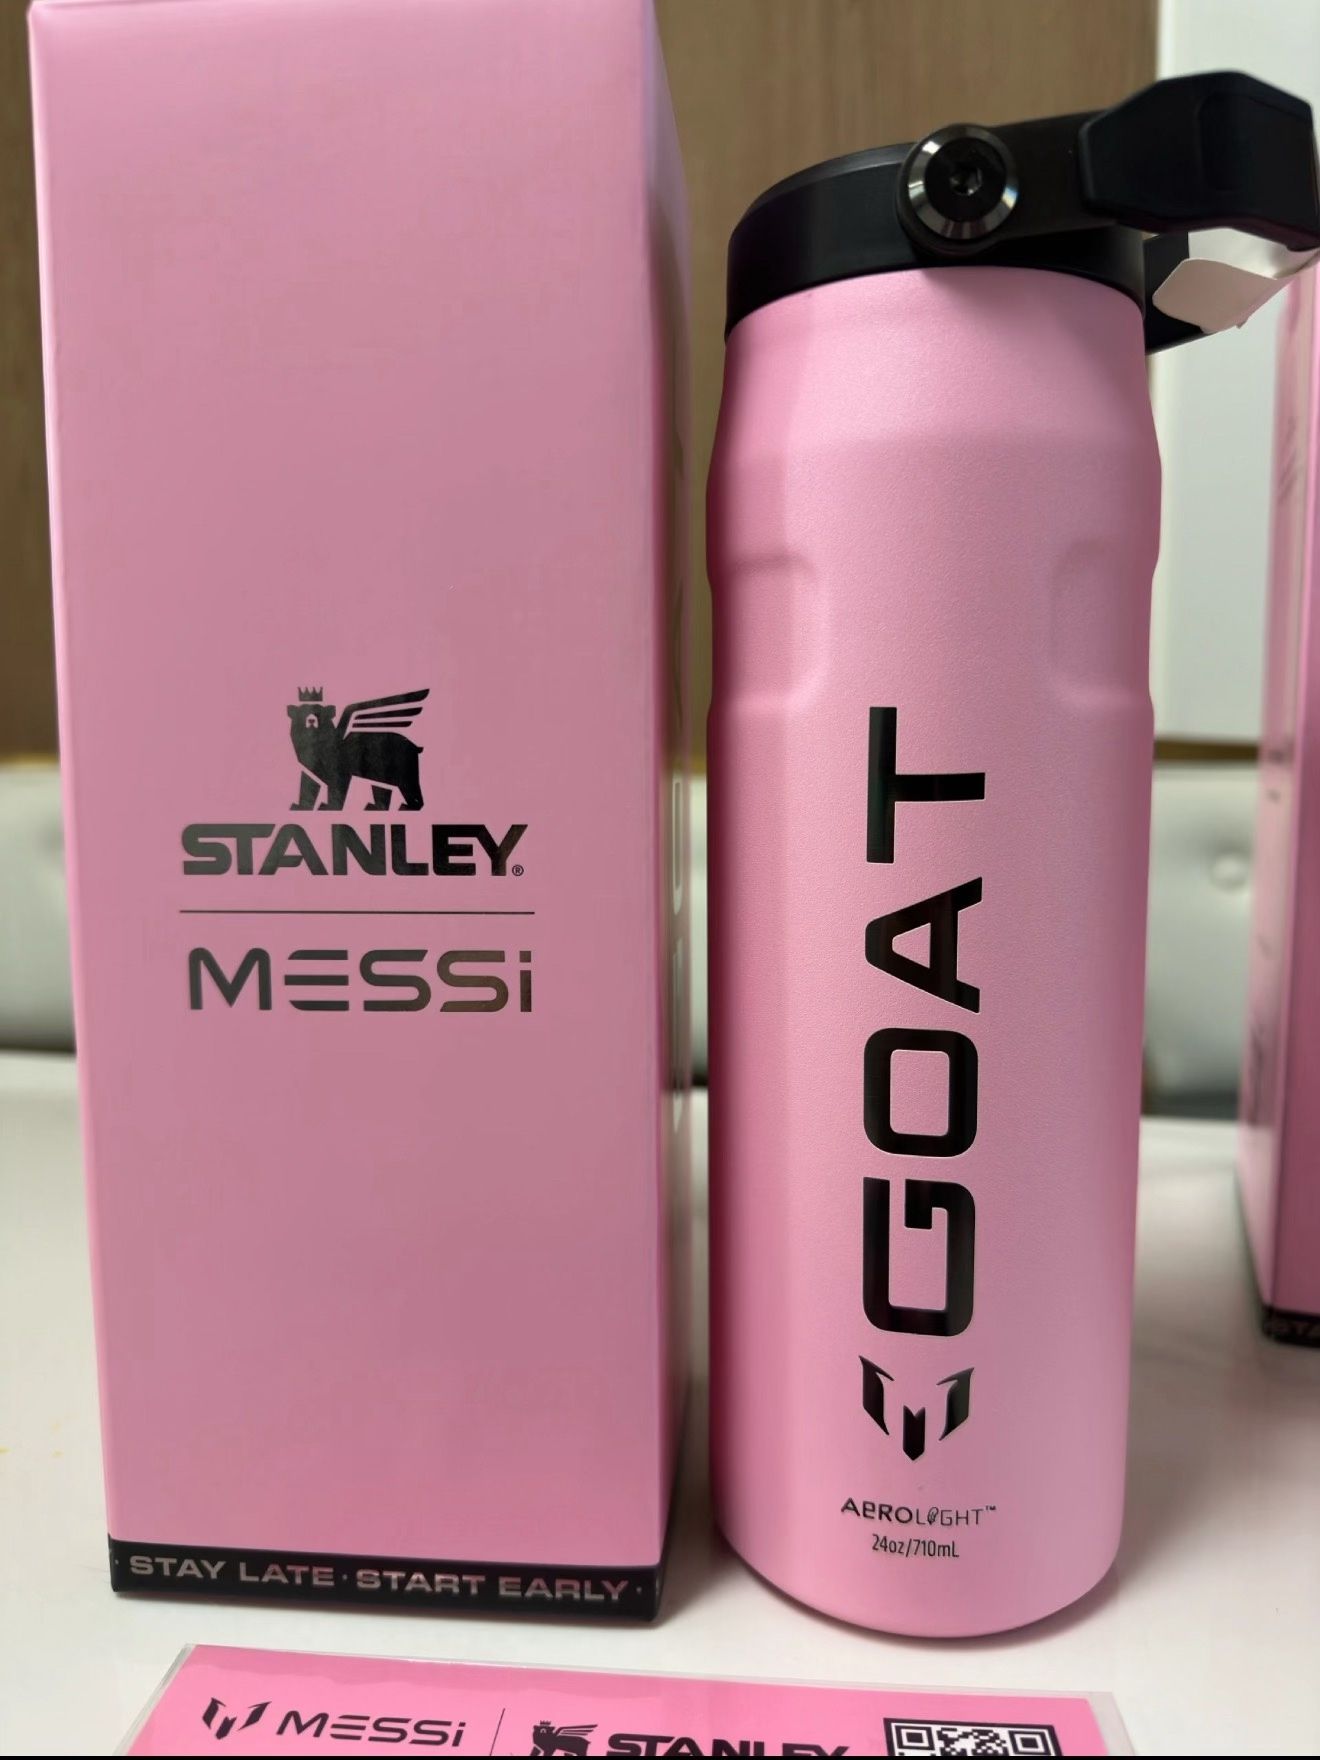 STANLEY®
MESSi
STAY LATE · START EARLY ·
GOAT
AEROLIGHT™
24oz/710mL
MESSi
STANLEY